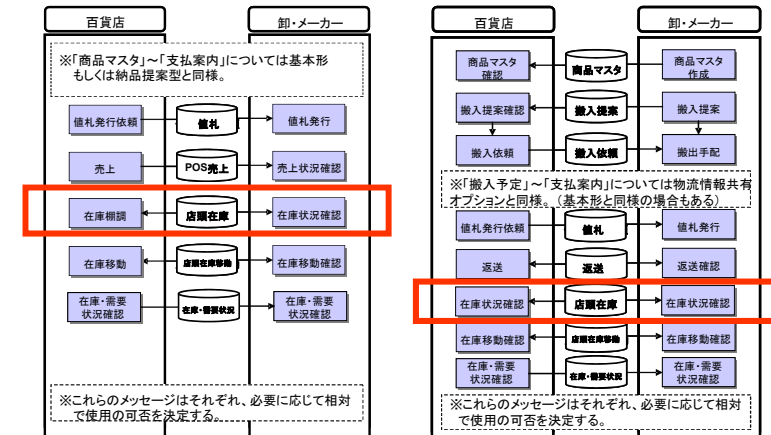 百貨店
卸・メーカー
※「商品マスタ」～「支払案内」については基本形
もしくは納品提案型と同様。
値札発行依頼
値札
値札発行
売上
POS売上
売上状況確認
在庫棚調
店頭在庫
在庫状況確認
在庫移動
店頭在庫移動
在庫移動確認
在庫・需要
状況確認
在庫・需要状況
在庫・需要
状況確認
※これらのメッセージはそれぞれ、必要に応じて相対
で使用の可否を決定する。
百貨店
卸・メーカー
商品マスタ
確認
商品マスタ
商品マスタ
作成
搬入提案確認
搬入提案
搬入提案
搬入依頼
搬入依頼
搬出手配
※「搬入予定」～「支払案内」については物流情報共有
オプションと同様。（基本形と同様の場合もある）
値札発行依頼
値札
値札発行
返送
返送
返送確認
在庫状況確認
店頭在庫
在庫状況確認
在庫移動確認
店頭在庫移動
在庫移動確認
在庫・需要
状況確認
在庫・需要状況
在庫・需要
状況確認
※これらのメッセージはそれぞれ、必要に応じて相対
で使用の可否を決定する。